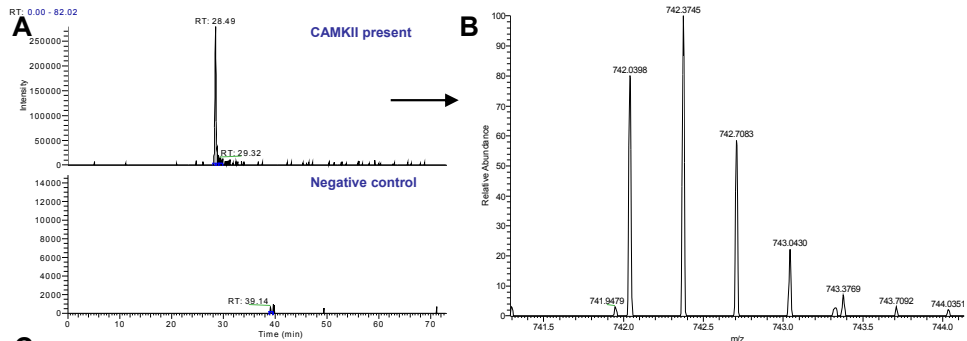 RT: 0.00 - 82.02
A
RT: 28.49
CAMKII present
250000
200000
150000
100000
50000
0
Intensity
RT: 29.32
Negative control
14000
12000
10000
8000
6000
4000
2000
0
RT: 39.14
0 10 20 30 40 50 60 70
Time (min)
B
742.3745
100
90
80
70
60
50
40
30
20
10
0
Relative Abundance
742.0398
742.7083
743.0430
741.9479
743.3769
743.7092
744.0351
741.5 742.0 742.5 743.0 743.5 744.0
m/z